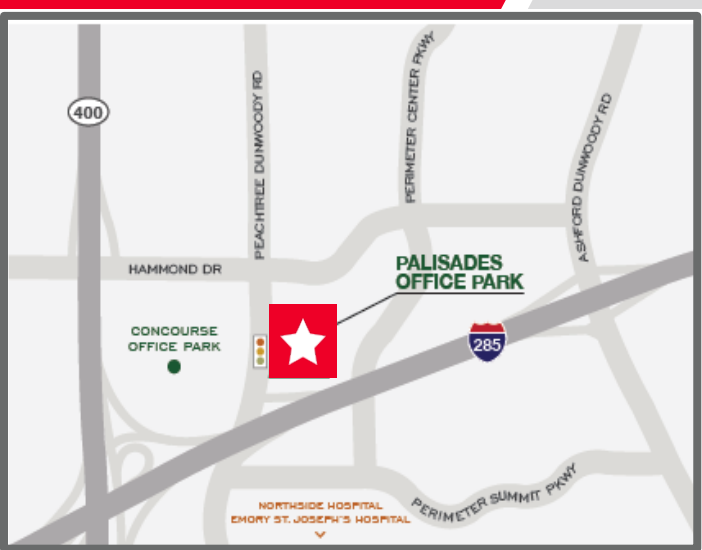 400
PEACHTREE DUNWOODY RD
PERIMETER CENTER PKWY
ASHFORD DUNWOODY RD
HAMMOND DR
PALISADES
OFFICE PARK
CONCOURSE
OFFICE PARK
285
PERIMETER SUMMIT PKWY
NORTHSIDE HOSPITAL
EMORY ST. JOSEPH'S HOSPITAL